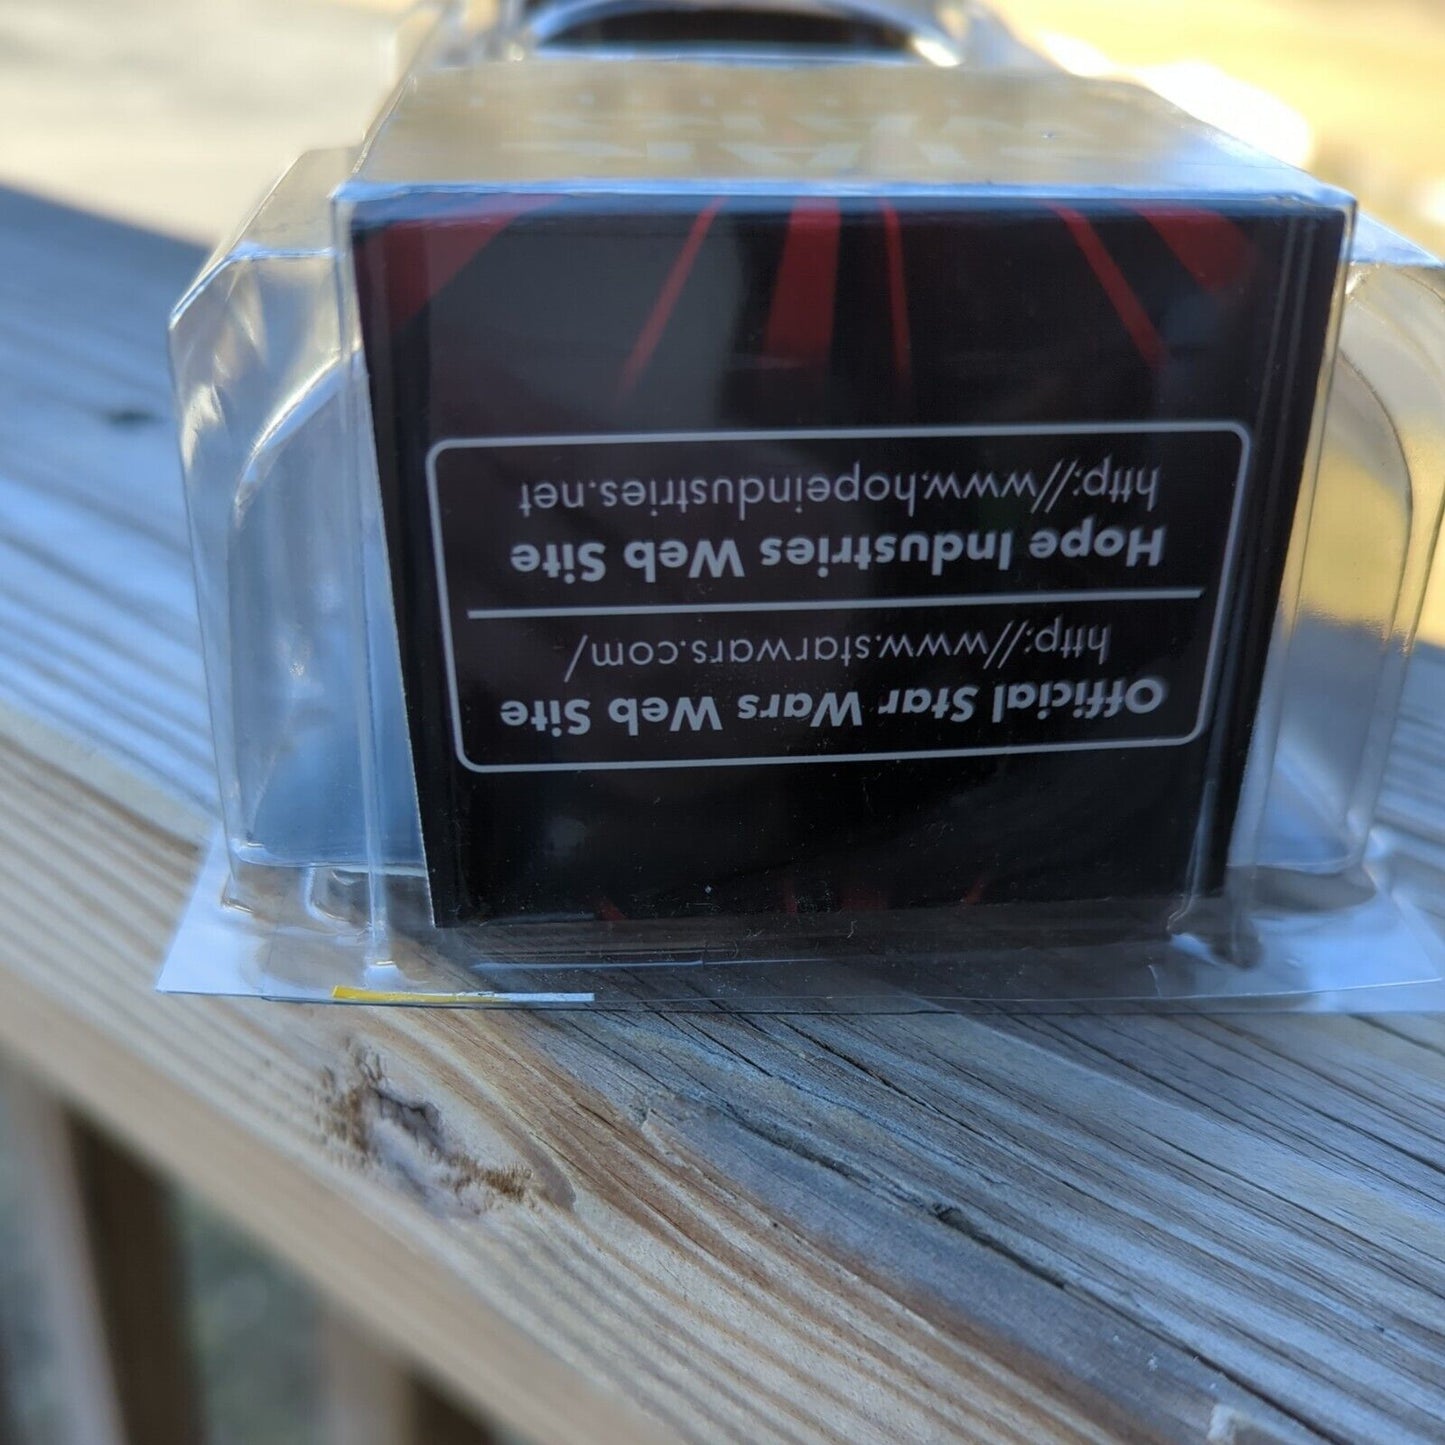 Official Star Wars Web Site
http://www.starwars.com/
Hope Industries Web Site
http://www.hopeindustries.net